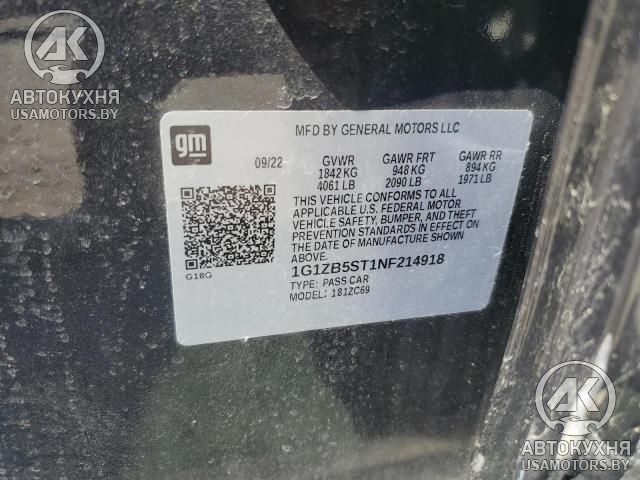 AK
АВТОКУХНЯ
USAMOTORS.BY
gm
MFD BY GENERAL MOTORS LLC
09/22 GVWR GAWR FRT GAWR RR
1842 KG 948 KG 894 KG
4061 LB 2090 LB 1971 LB
THIS VEHICLE CONFORMS TO ALL
APPLICABLE U.S. FEDERAL MOTOR
VEHICLE SAFETY, BUMPER, AND THEFT
PREVENTION STANDARDS IN EFFECT ON
THE DATE OF MANUFACTURE SHOWN
ABOVE.
G18G
1G1ZB5ST1NF214918
TYPE: PASS CAR
MODEL: 181ZC69
AK
АВТОКУХНЯ
USAMOTORS.BY